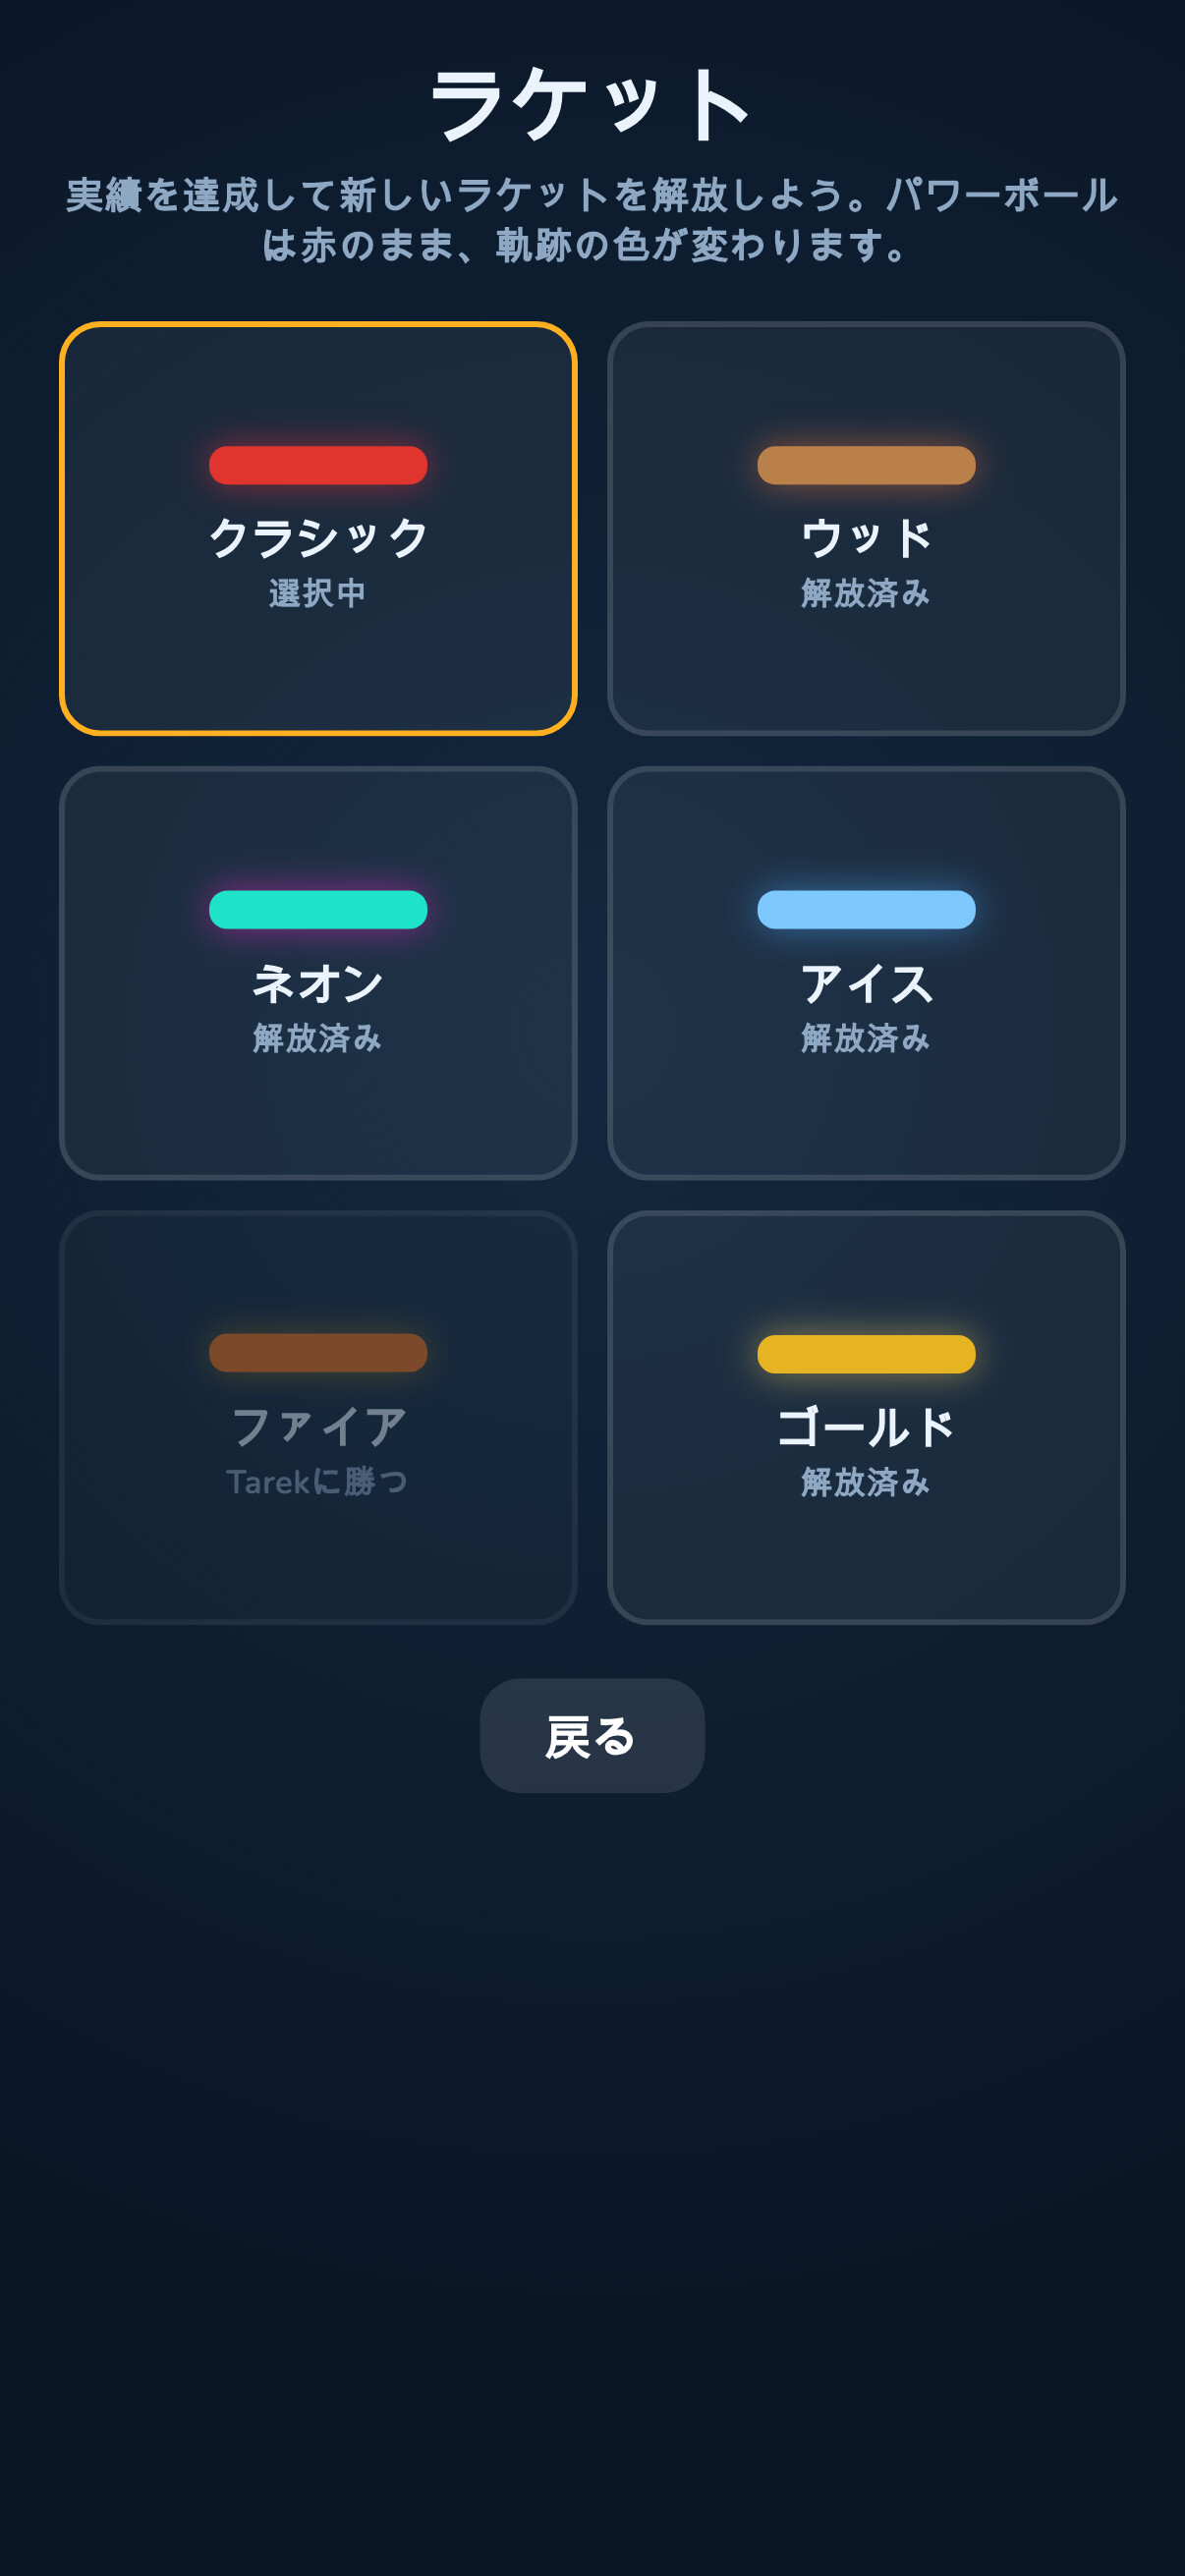 ラケット
実績を達成して新しいラケットを解放しよう。パワーボール
は赤のまま、軌跡の色が変わります。
クラシック
選択中
ウッド
解放済み
ネオン
解放済み
アイス
解放済み
ファイア
Tarekに勝つ
ゴールド
解放済み
戻る